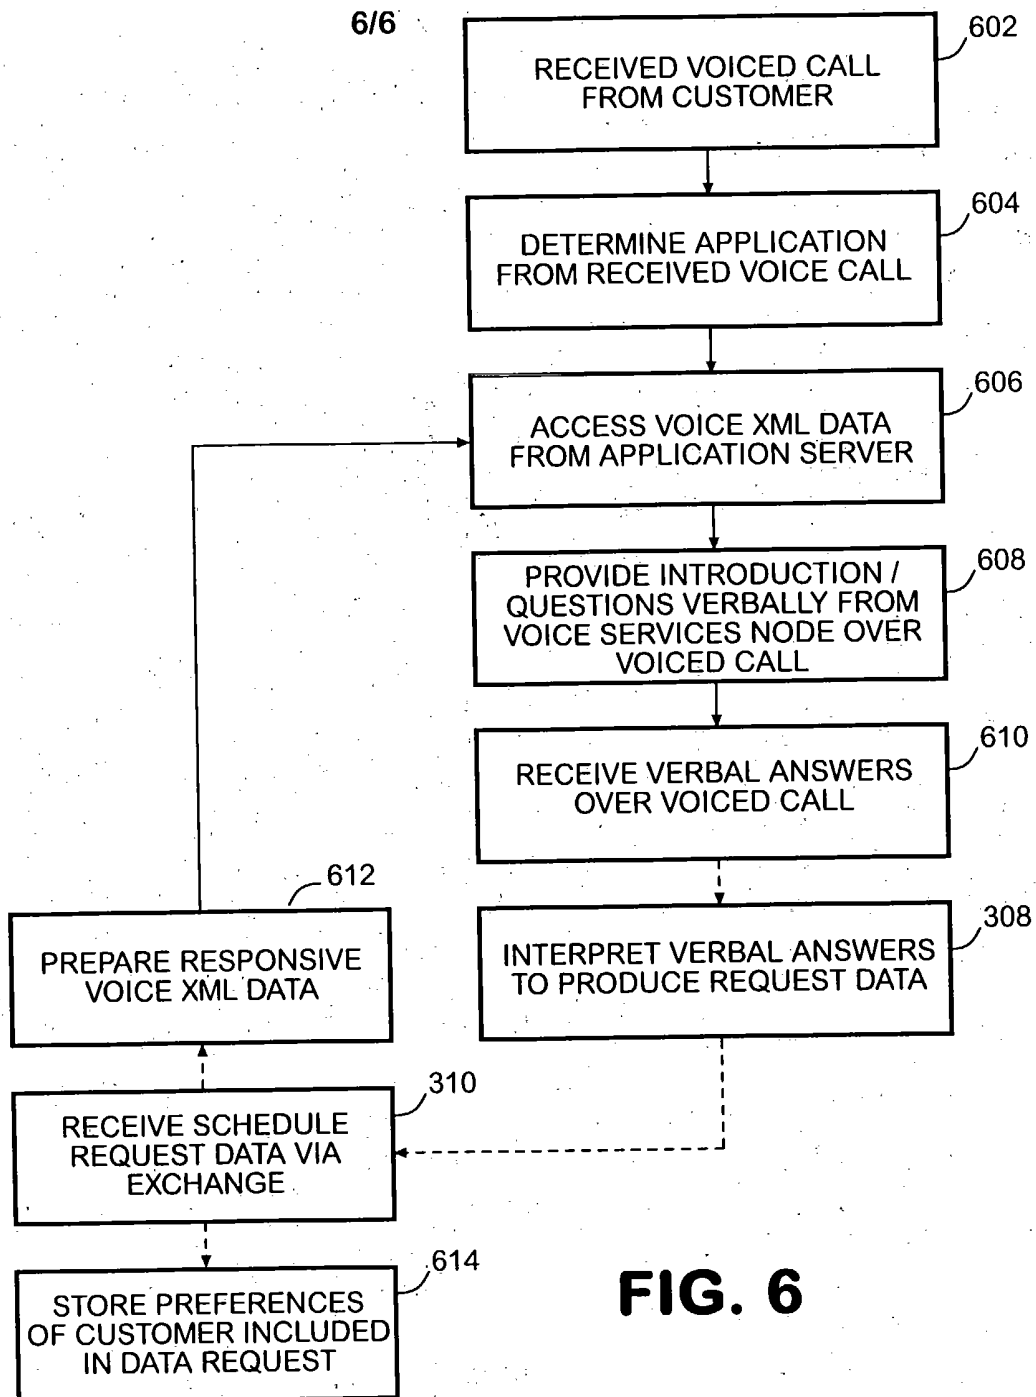 6/6
602
RECEIVED VOICED CALL
FROM CUSTOMER
604
DETERMINE APPLICATION
FROM RECEIVED VOICE CALL
606
ACCESS VOICE XML DATA
FROM APPLICATION SERVER
608
PROVIDE INTRODUCTION /
QUESTIONS VERBALLY FROM
VOICE SERVICES NODE OVER
VOICED CALL
610
RECEIVE VERBAL ANSWERS
OVER VOICED CALL
308
INTERPRET VERBAL ANSWERS
TO PRODUCE REQUEST DATA
612
PREPARE RESPONSIVE
VOICE XML DATA
310
RECEIVE SCHEDULE
REQUEST DATA VIA
EXCHANGE
614
STORE PREFERENCES
OF CUSTOMER INCLUDED
IN DATA REQUEST
FIG. 6